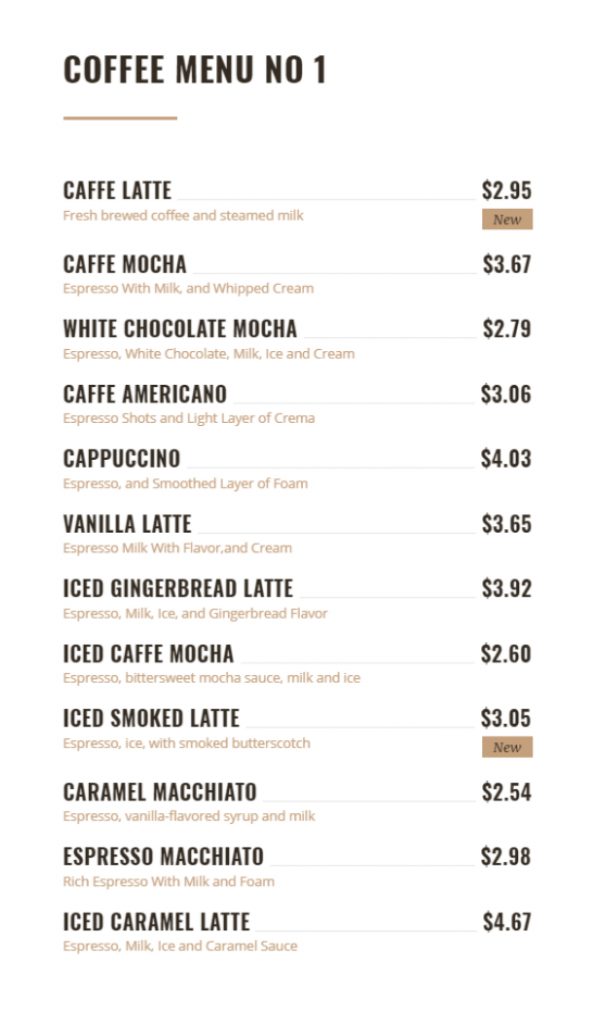 COFFEE MENU NO 1
CAFFE LATTE $2.95
Fresh brewed coffee and steamed milk New
CAFFE MOCHA $3.67
Espresso With Milk, and Whipped Cream
WHITE CHOCOLATE MOCHA $2.79
Espresso, White Chocolate, Milk, Ice and Cream
CAFFE AMERICANO $3.06
Espresso Shots and Light Layer of Crema
CAPPUCCINO $4.03
Espresso, and Smoothed Layer of Foam
VANILLA LATTE $3.65
Espresso Milk With Flavor,and Cream
ICED GINGERBREAD LATTE $3.92
Espresso, Milk, Ice, and Gingerbread Flavor
ICED CAFFE MOCHA $2.60
Espresso, bittersweet mocha sauce, milk and ice
ICED SMOKED LATTE $3.05
Espresso, ice, with smoked butterscotch New
CARAMEL MACCHIATO $2.54
Espresso, vanilla-flavored syrup and milk
ESPRESSO MACCHIATO $2.98
Rich Espresso With Milk and Foam
ICED CARAMEL LATTE $4.67
Espresso, Milk, Ice and Caramel Sauce